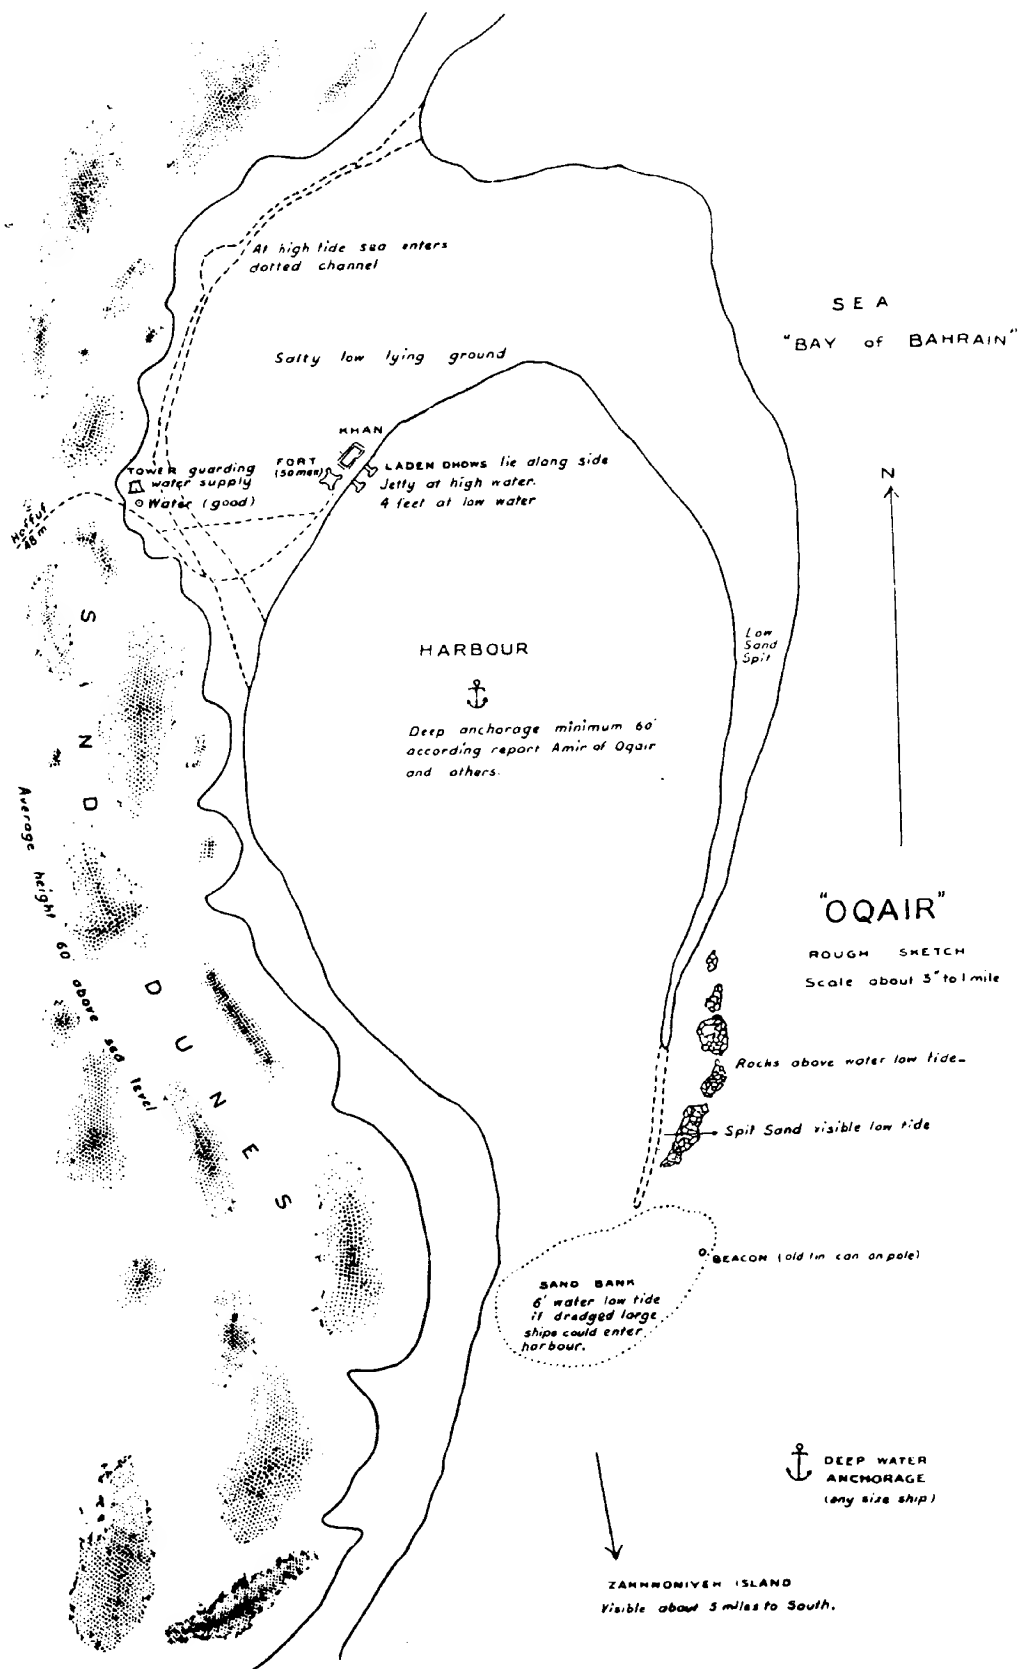 At high tide sea enters
dotted channel
SEA
"BAY of BAHRAIN"
Salty low lying ground
KHAN
FORT
(50 men)
LADEN DHOWS lie along side
Jetty at high water.
4 feet at low water
TOWER guarding
water supply
Water (good)
Hoffuf
48 m
N
Low
Sand
Spit
HARBOUR
Deep anchorage minimum 60'
according report Amir of Oqair
and others.
SIND DUNES
Average height 60 above sea level
"OQAIR"
ROUGH SKETCH
Scale about 3" to 1 mile
Rocks above water low tide
Spit Sand visible low tide
BEACON (old tin can on pole)
SAND BANK
6' water low tide
if dredged large
ships could enter
harbour.
DEEP WATER
ANCHORAGE
(any size ship)
ZAHHNONIYEH ISLAND
Visible about 5 miles to South.